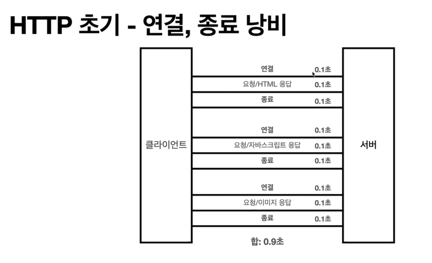 HTTP 초기 - 연결, 종료 낭비
연결 0.1초
요청/HTML 응답 0.1초
종료 0.1초
연결 0.1초
클라이언트 요청/자바스크립트 응답 0.1초 서버
종료 0.1초
연결 0.1초
요청/이미지 응답 0.1초
종료 0.1초
합: 0.9초